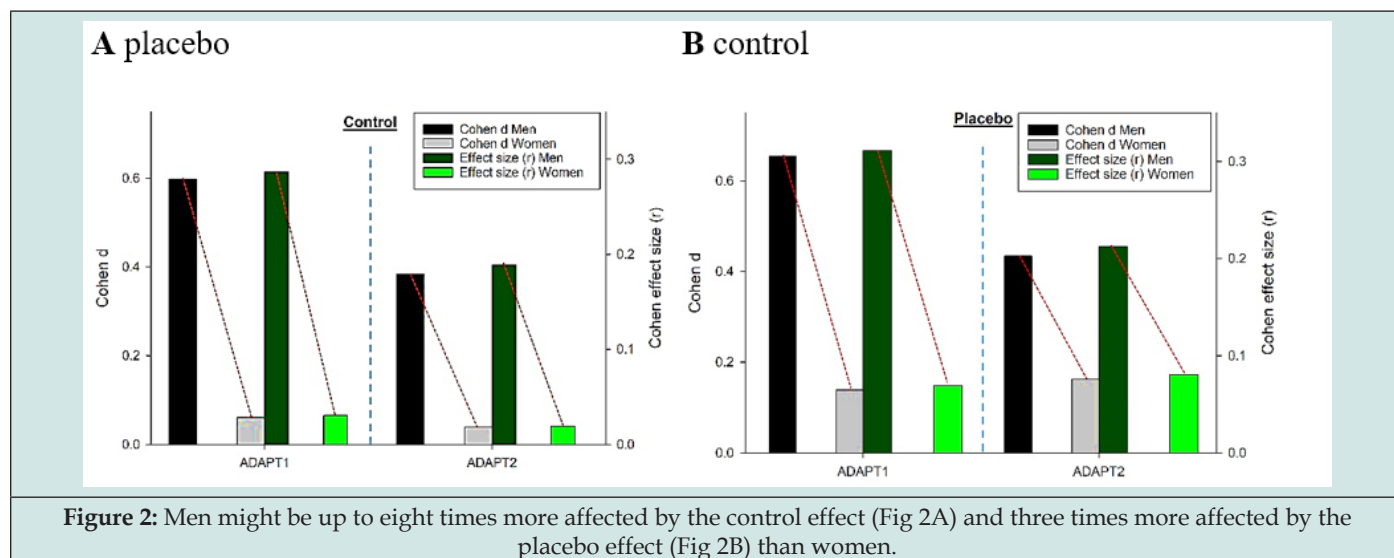 A placebo
B control
Control
Cohen d Men
Cohen d Women
Effect size (r) Men
Effect size (r) Women
Cohen d
0.6
0.4
0.2
0.0
Cohen effect size (r)
0.3
0.2
0.1
0.0
ADAPT1
ADAPT2
Placebo
Cohen d Men
Cohen d Women
Effect size (r) Men
Effect size (r) Women
Cohen d
0.6
0.4
0.2
0.0
Cohen effect size (r)
0.3
0.2
0.1
0.0
ADAPT1
ADAPT2
Figure 2: Men might be up to eight times more affected by the control effect (Fig 2A) and three times more affected by the
placebo effect (Fig 2B) than women.